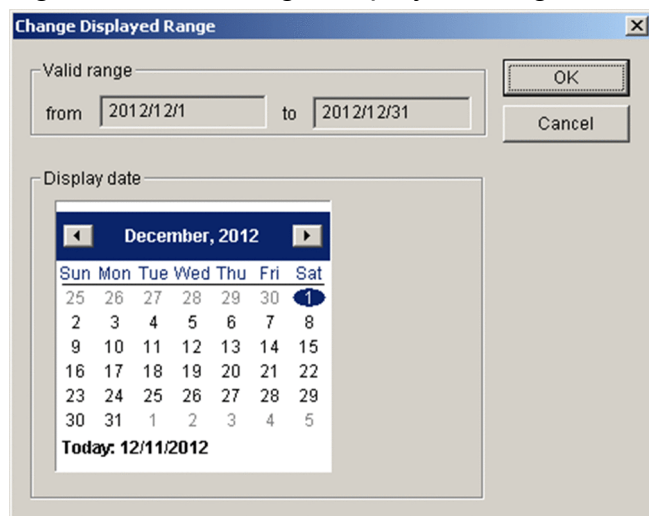 Change Displayed Range
Valid range
from 2012/12/1 to 2012/12/31
OK
Cancel
Display date
December, 2012
Sun Mon Tue Wed Thu Fri Sat
25 26 27 28 29 30 1
2 3 4 5 6 7 8
9 10 11 12 13 14 15
16 17 18 19 20 21 22
23 24 25 26 27 28 29
30 31 1 2 3 4 5
Today: 12/11/2012